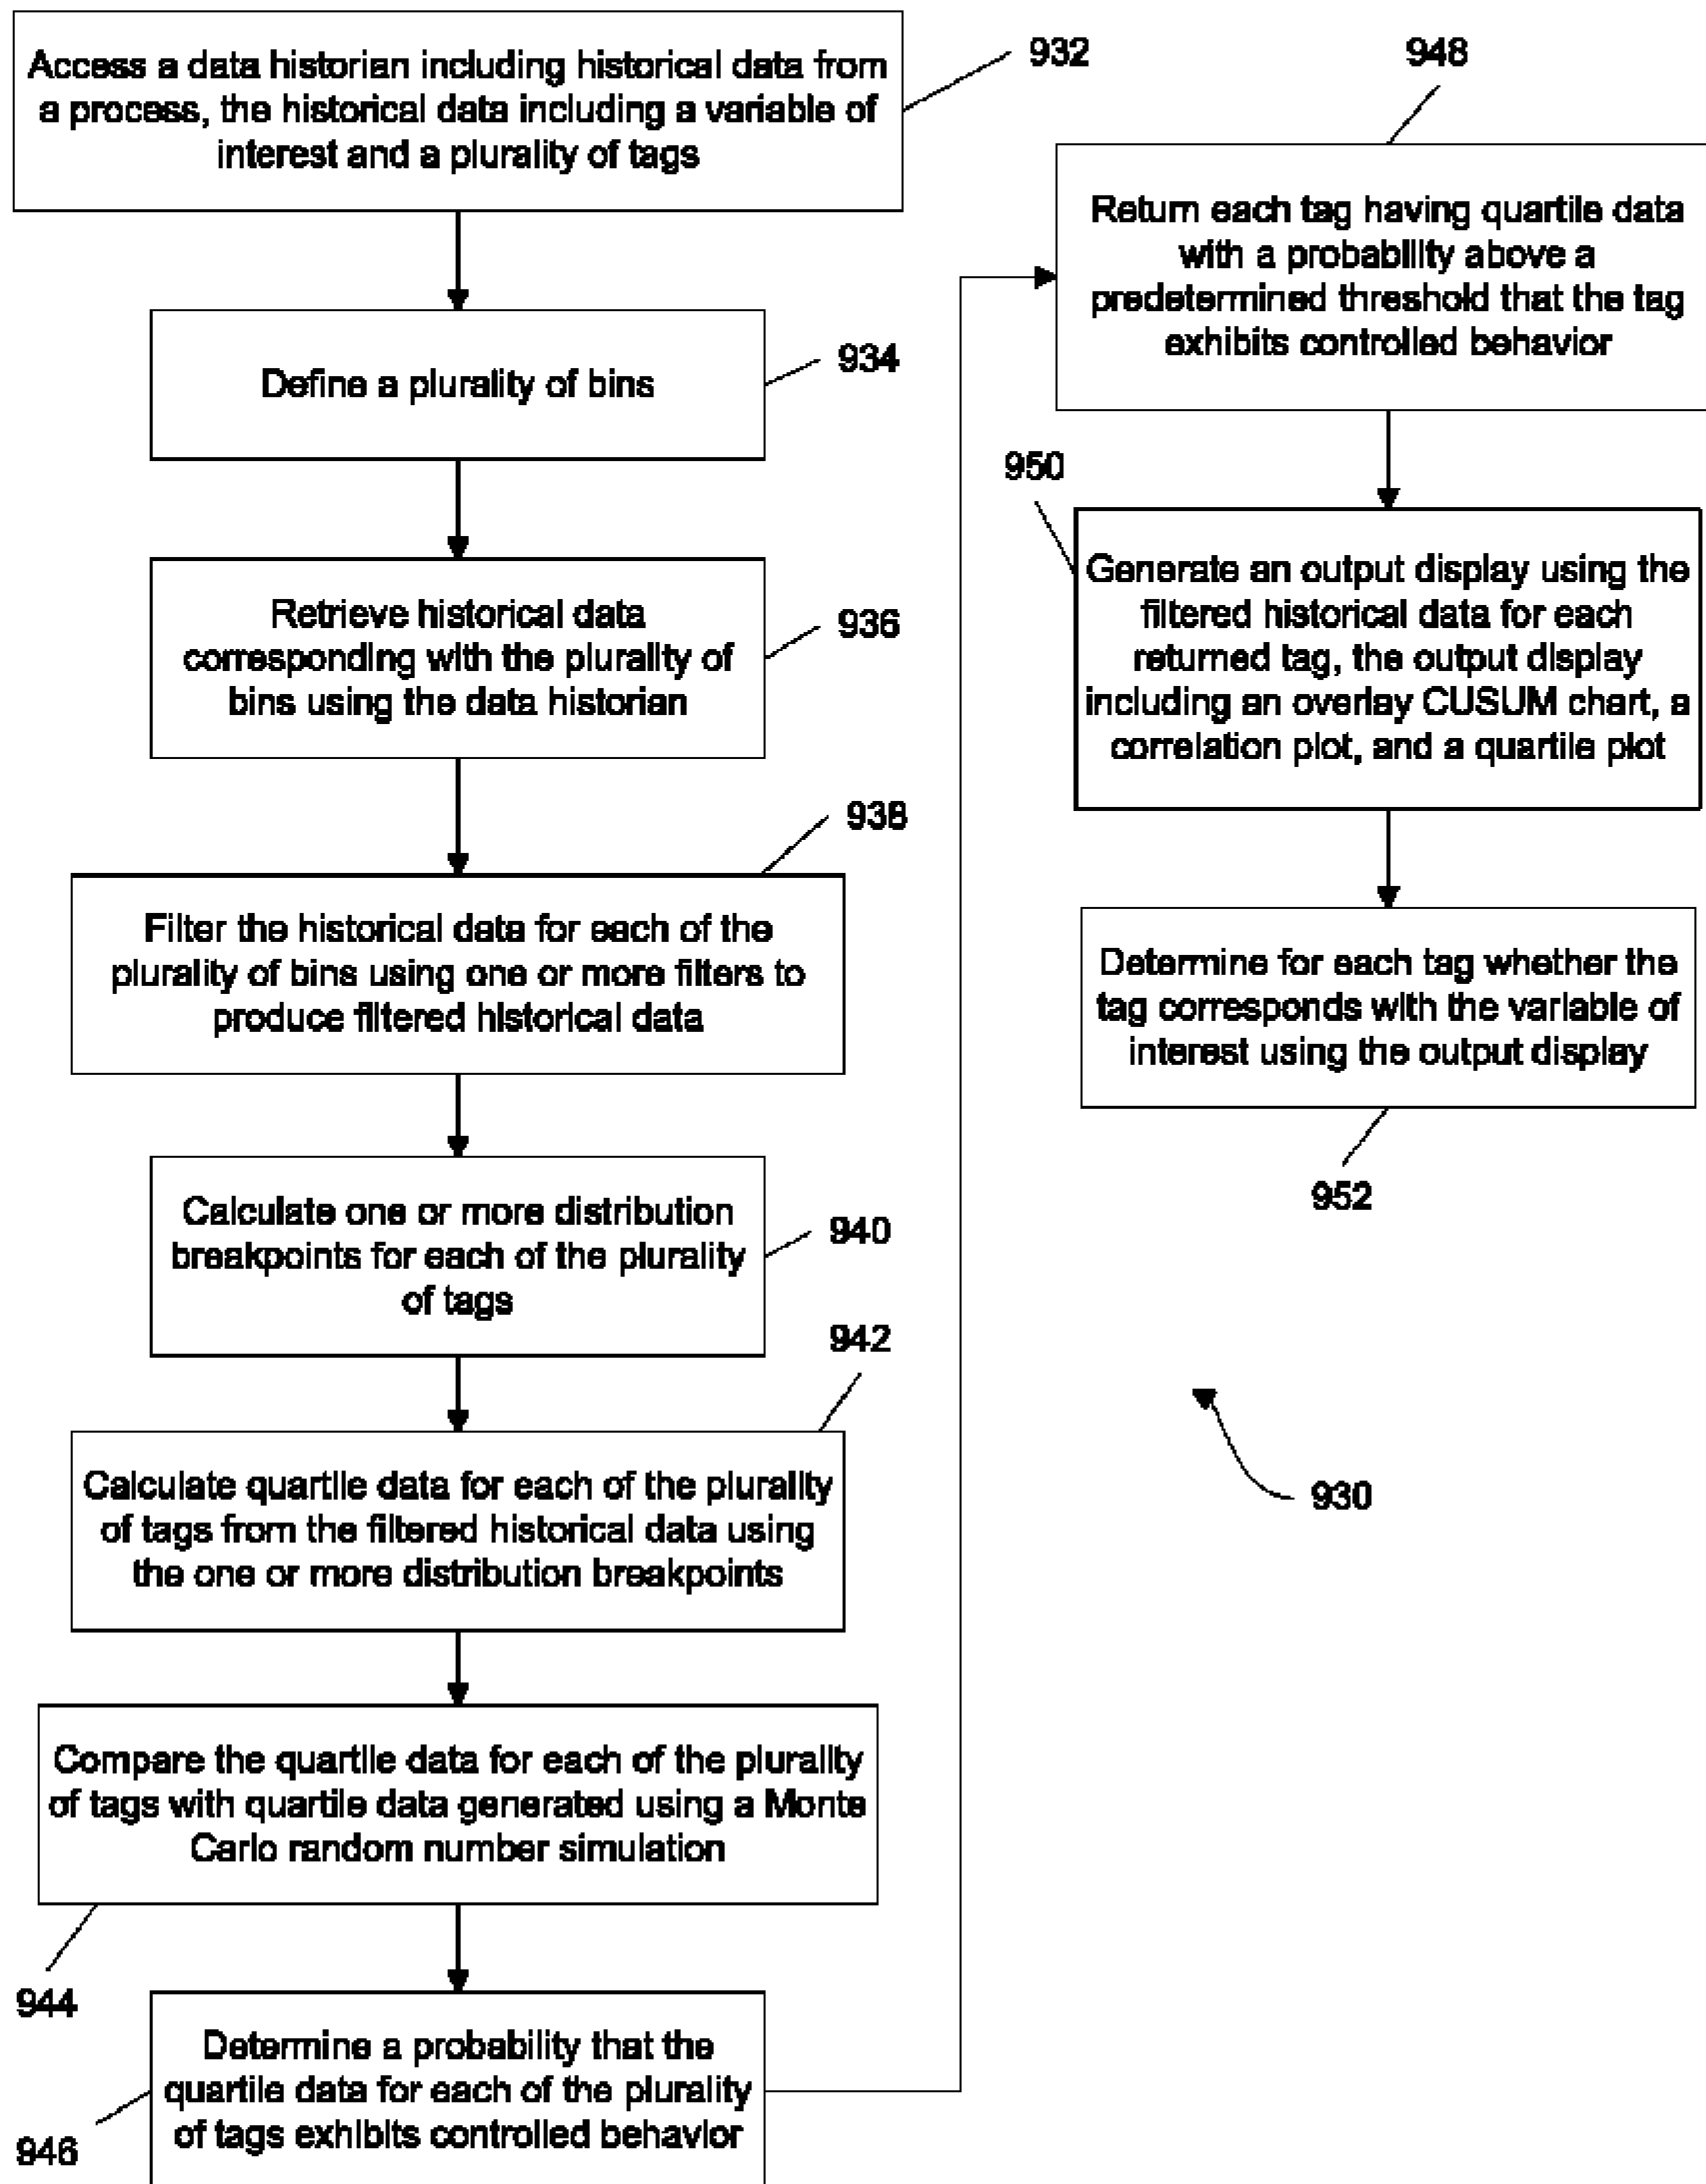 Access a data historian including historical data from
a process, the historical data including a variable of
interest and a plurality of tags
932
Define a plurality of bins
934
Retrieve historical data
corresponding with the plurality of
bins using the data historian
936
938
Filter the historical data for each of the
plurality of bins using one or more filters to
produce filtered historical data
Calculate one or more distribution
breakpoints for each of the plurality
of tags
940
942
Calculate quartile data for each of the plurality
of tags from the filtered historical data using
the one or more distribution breakpoints
Compare the quartile data for each of the plurality
of tags with quartile data generated using a Monte
Carlo random number simulation
944
Determine a probability that the
quartile data for each of the plurality
of tags exhibits controlled behavior
946
948
Return each tag having quartile data
with a probability above a
predetermined threshold that the tag
exhibits controlled behavior
950
Generate an output display using the
filtered historical data for each
returned tag, the output display
including an overlay CUSUM chart, a
correlation plot, and a quartile plot
Determine for each tag whether the
tag corresponds with the variable of
interest using the output display
952
930